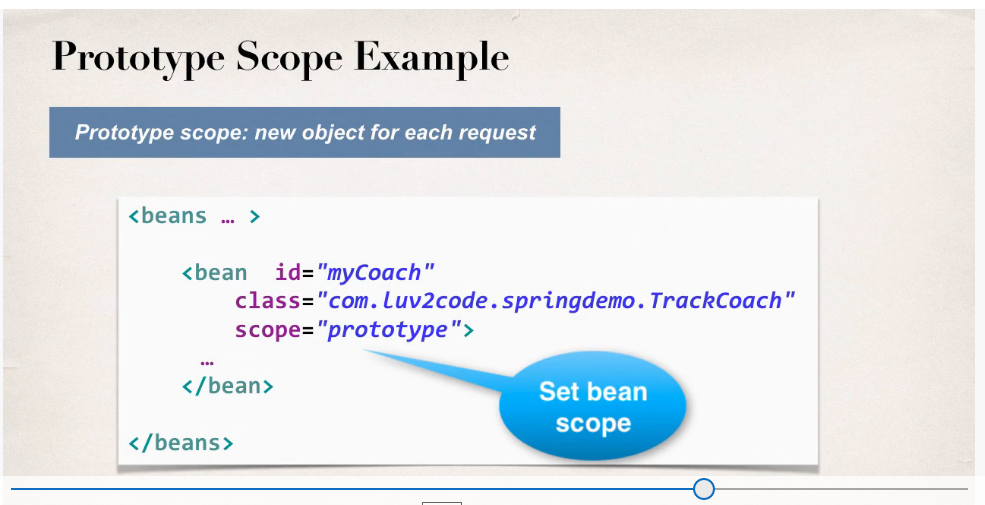 Prototype Scope Example
Prototype scope: new object for each request
<beans … >
<bean id="myCoach"
class="com.luv2code.springdemo.TrackCoach"
scope="prototype">
…
</bean>
Set bean
scope
</beans>